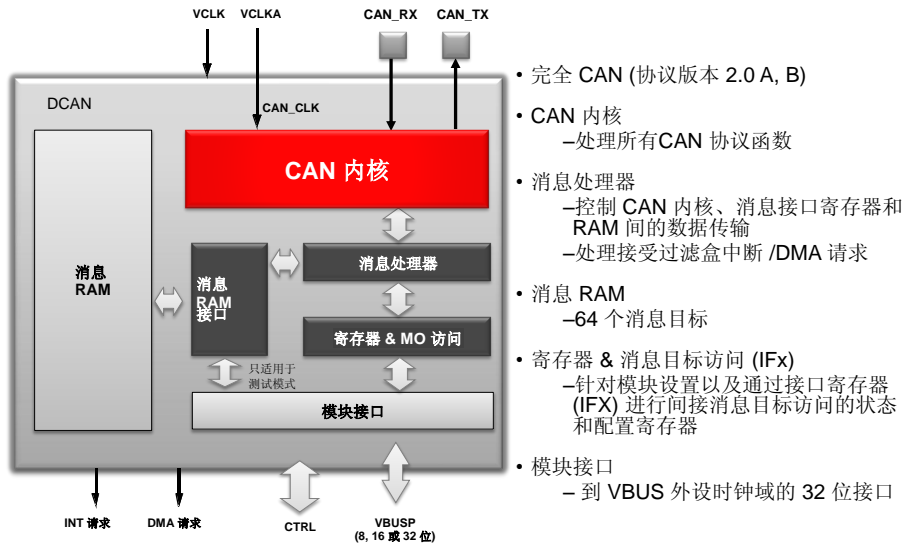 VCLK VCLKA CAN_RX CAN_TX
DCAN
CAN_CLK
CAN 内核
消息处理器
消息
RAM
消息
RAM
接口
寄存器 & MO 访问
只适用于
测试模式
模块接口
INT 请求
DMA 请求
CTRL
VBUSP
(8, 16 或 32 位)
• 完全 CAN (协议版本 2.0 A, B)
• CAN 内核
–处理所有CAN 协议函数
• 消息处理器
–控制 CAN 内核、消息接口寄存器和
RAM 间的数据传输
–处理接受过滤盒中断 /DMA 请求
• 消息 RAM
–64 个消息目标
• 寄存器 & 消息目标访问 (IFx)
–针对模块设置以及通过接口寄存器
(IFX) 进行间接消息目标访问的状态
和配置寄存器
• 模块接口
– 到 VBUS 外设时钟域的 32 位接口